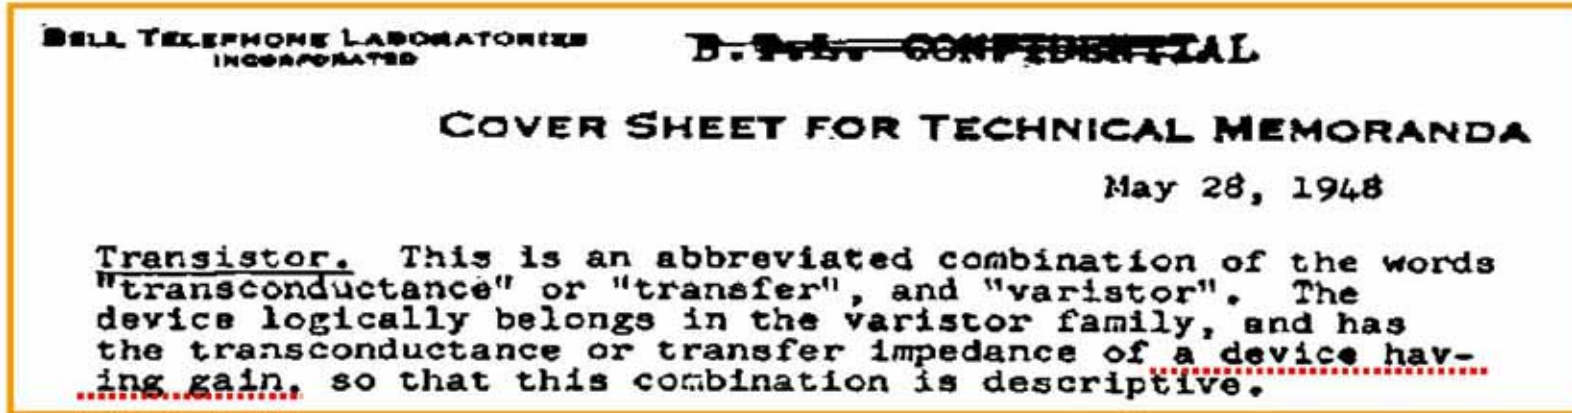 BELL TELEPHONE LABORATORIES
INCORPORATED
B.T.L. CONFIDENTIAL
COVER SHEET FOR TECHNICAL MEMORANDA
May 28, 1948
Transistor. This is an abbreviated combination of the words
"transconductance" or "transfer", and "varistor". The
device logically belongs in the varistor family, and has
the transconductance or transfer impedance of a device hav-
ing gain, so that this combination is descriptive.